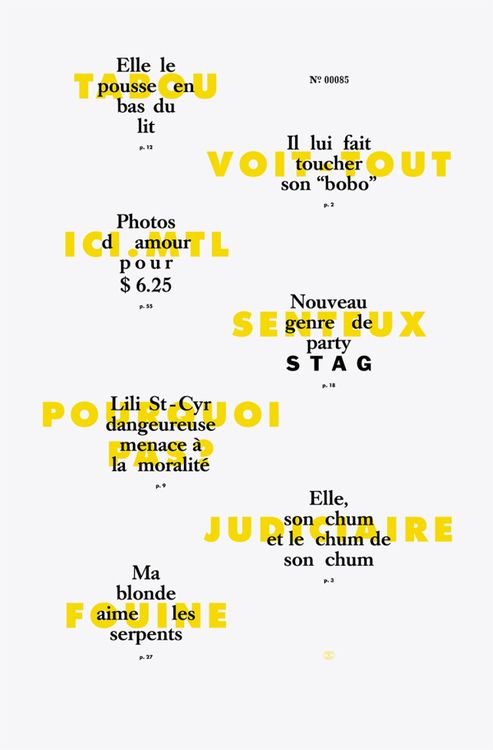 TABOU
Elle le
pousse en
bas du
lit
p. 12
Nº 00085
VOIT-TOUT
Il lui fait
toucher
son “bobo”
p. 2
ICI.MTL
Photos
d amour
pour
$ 6.25
p. 55
SENTEUX
Nouveau
genre de
party
STAG
p. 18
POURQUOI
PAS?
Lili St-Cyr
dangeureuse
menace à
la moralité
p. 9
JUDICIAIRE
Elle,
son chum
et le chum de
son chum
p. 3
FOUINE
Ma
blonde
aime les
serpents
p. 27